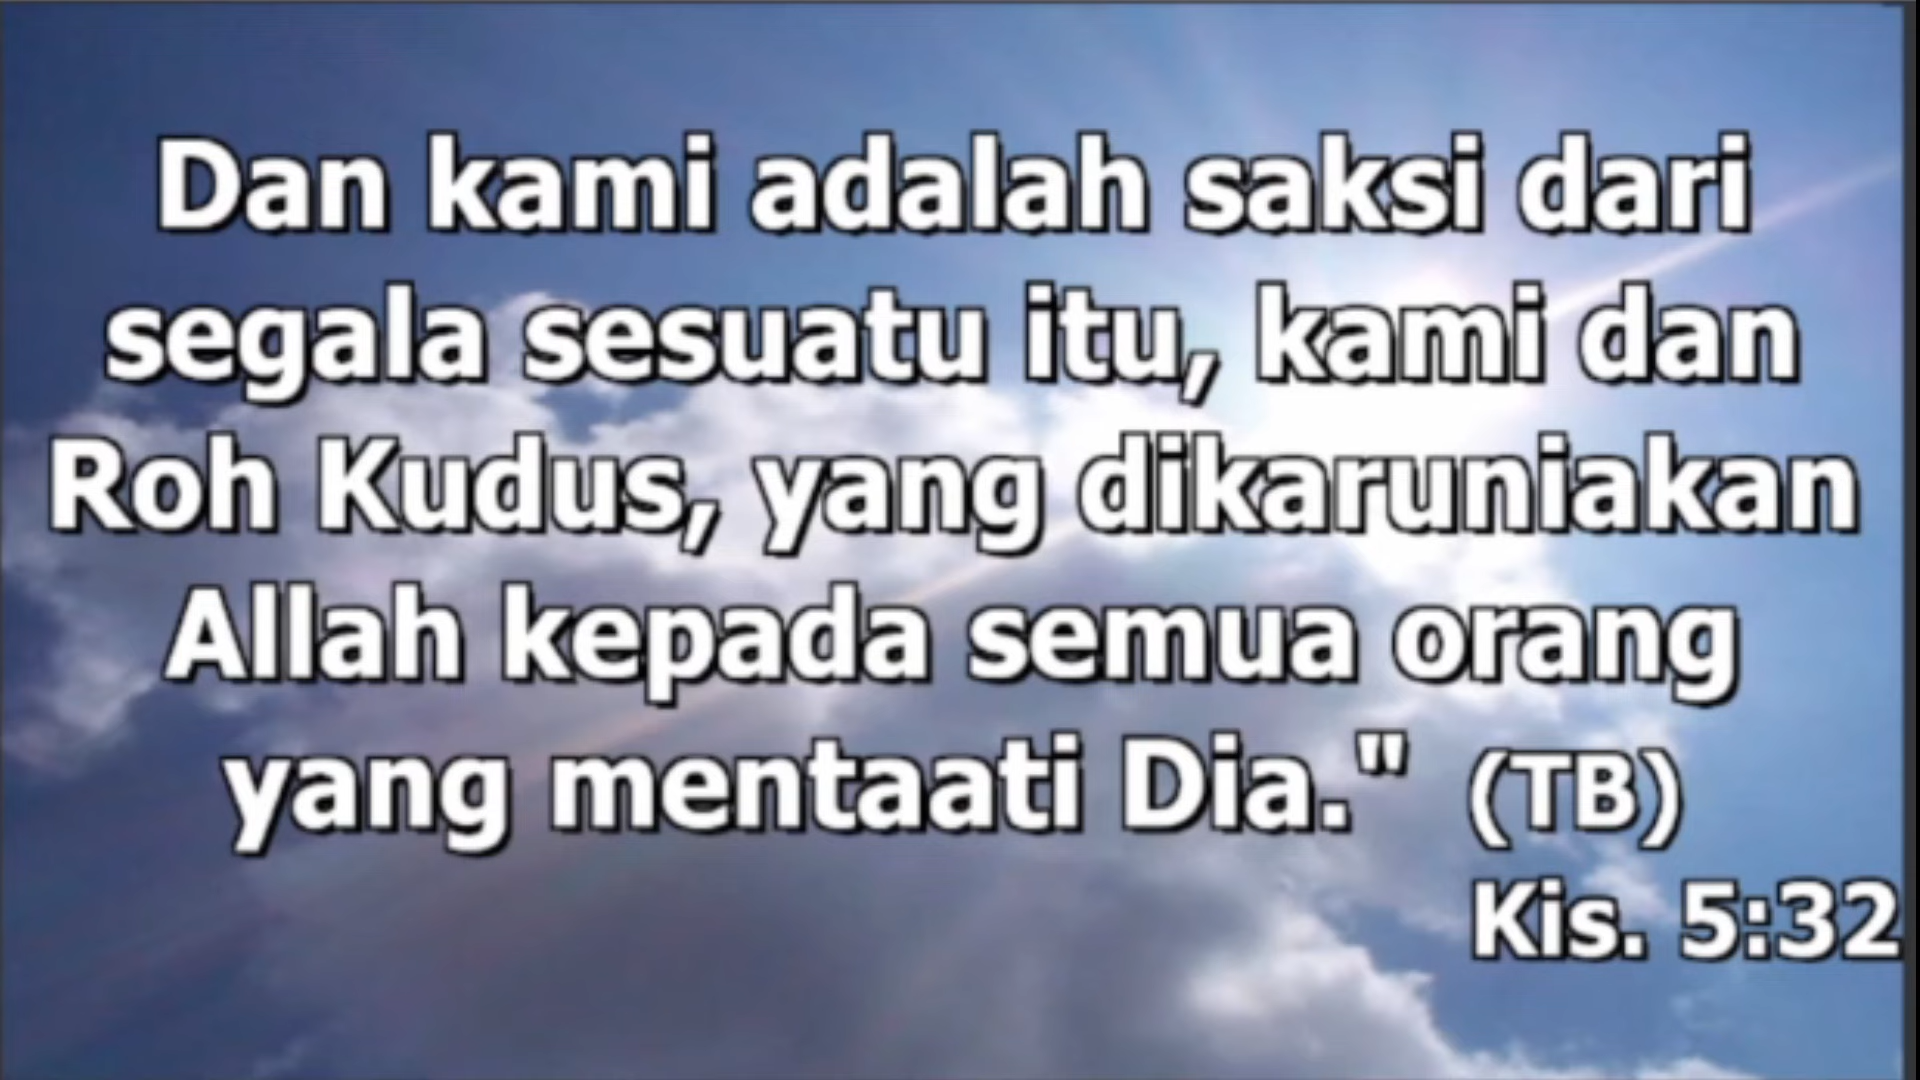 Dan kami adalah saksi dari
segala sesuatu itu, kami dan
Roh Kudus, yang dikaruniakan
Allah kepada semua orang
yang mentaati Dia." (TB)
Kis. 5:32